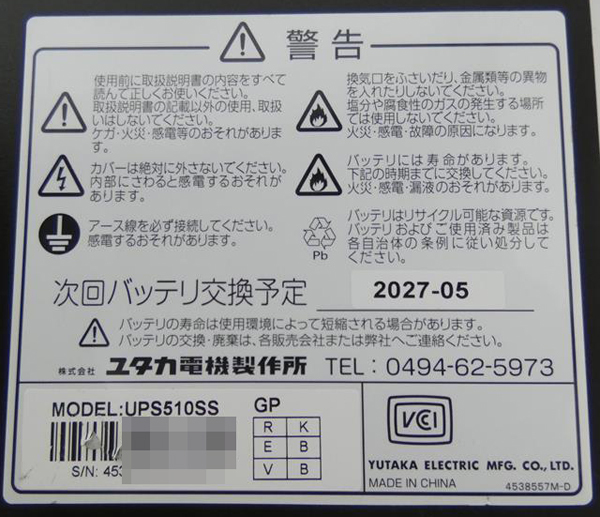 警告
使用前に取扱説明書の内容をすべて
読んで正しくお使いください。
取扱説明書の記載以外の使用、取扱
いはしないでください。
ケガ・火災・感電等のおそれがありま
す。
カバーは絶対に外さないでください。
内部にさわると感電するおそれが
あります。
アース線を必ず接続してください。
感電するおそれがあります。
換気口をふさいだり、金属類等の異物
を入れたりしないでください。
塩分や腐食性のガスの発生する場所
では使用しないでください。
火災・感電・故障の原因になります。
バッテリには寿命があります。
下記の時期までに交換してください。
火災・感電・漏液のおそれがあります。
Pb
バッテリはリサイクル可能な資源です。
バッテリおよびご使用済み製品は
各自治体の条例に従い処分して
ください。
次回バッテリ交換予定 2027-05
バッテリの寿命は使用環境によって短縮される場合があります。
バッテリの交換・廃棄は、各販売会社または弊社へご連絡ください。
株式会社 ユタカ電機製作所 TEL：0494-62-5973
MODEL:UPS510SS
S/N: 453
GP
R K
E B
V B
VCI
YUTAKA ELECTRIC MFG. CO., LTD.
MADE IN CHINA
4538557M-D